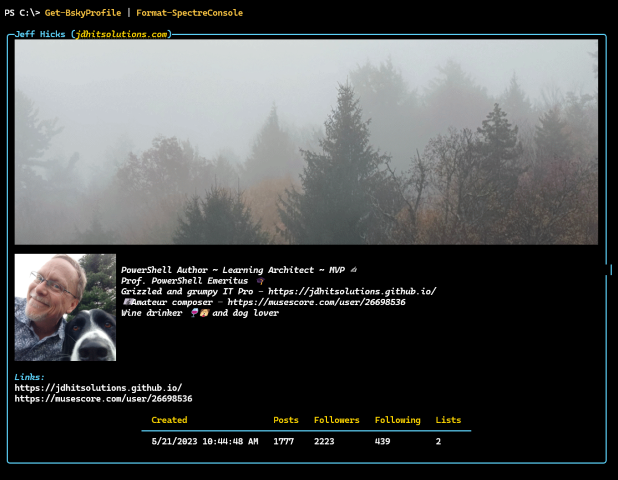 PS C:\> Get-BskyProfile | Format-SpectreConsole
Jeff Hicks (jdhitsolutions.com)
PowerShell Author ~ Learning Architect ~ MVP
Prof. PowerShell Emeritus
Grizzled and grumpy IT Pro - https://jdhitsolutions.github.io/
Amateur composer - https://musescore.com/user/26698536
Wine drinker 🍷🐶 and dog lover
Links:
https://jdhitsolutions.github.io/
https://musescore.com/user/26698536
Created Posts Followers Following Lists
5/21/2023 10:44:48 AM 1777 2223 439 2